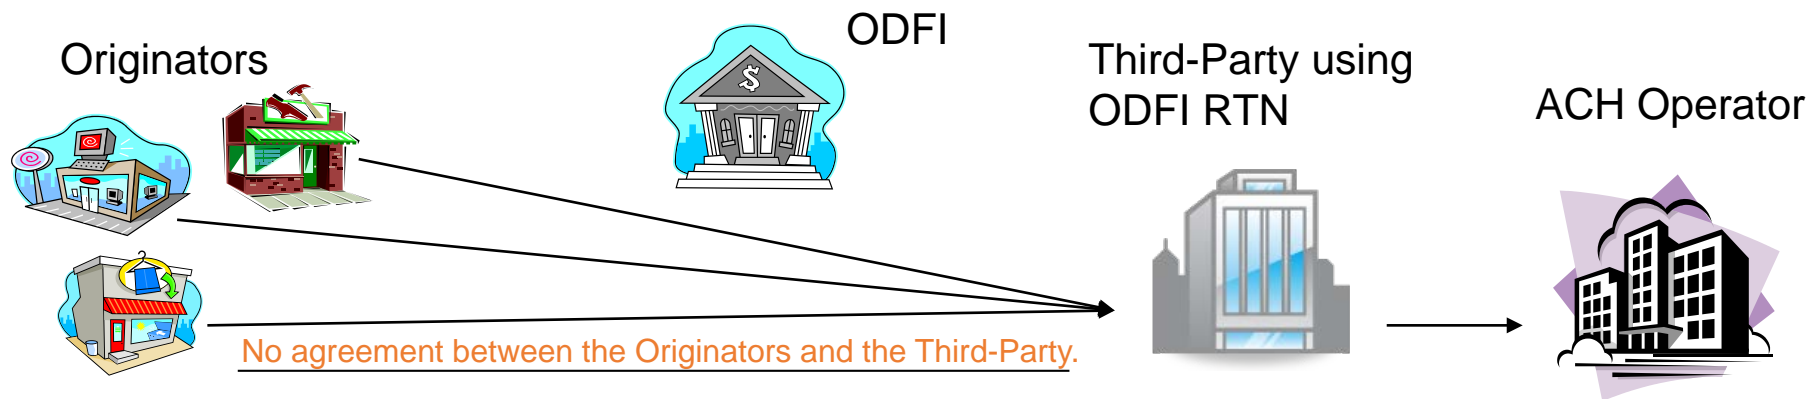 Originators
ODFI
Third-Party using
ODFI RTN
ACH Operator
No agreement between the Originators and the Third-Party.